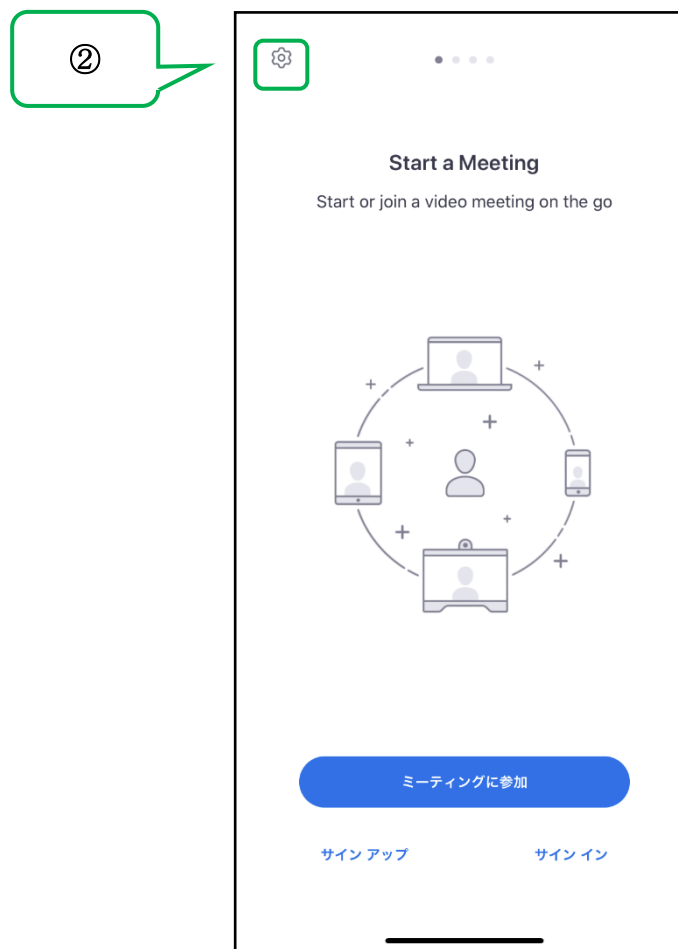 ②
Start a Meeting
Start or join a video meeting on the go
ミーティングに参加
サイン アップ
サイン イン